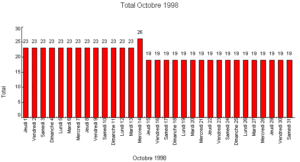 Total Octobre 1998
30
25
20
15
10
5
0
23 23 23 23 23 23 23 23 23 23 23 23 23 26 19 19 19 19 19 19 19 19 19 19 19 19 19 19 19 19 19
Total
Jeudi 1
Vendredi 2
Samedi 3
Dimanche 4
Lundi 5
Mardi 6
Mercredi 7
Jeudi 8
Vendredi 9
Samedi 10
Dimanche 11
Lundi 12
Mardi 13
Mercredi 14
Jeudi 15
Vendredi 16
Samedi 17
Dimanche 18
Lundi 19
Mardi 20
Mercredi 21
Jeudi 22
Vendredi 23
Samedi 24
Dimanche 25
Lundi 26
Mardi 27
Mercredi 28
Jeudi 29
Vendredi 30
Samedi 31
Octobre 1998